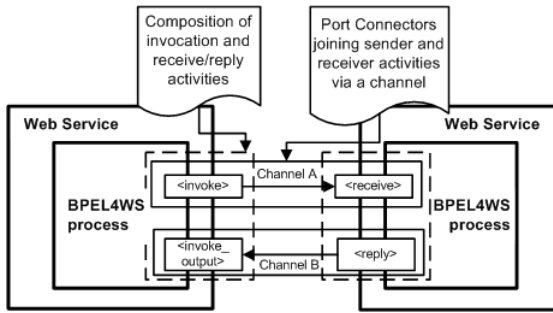 Composition of
invocation and
receive/reply
activities
Port Connectors
joining sender and
receiver activities
via a channel
Web Service
Web Service
Channel A
<invoke>
<receive>
BPEL4WS
process
BPEL4WS
process
<invoke_
output>
<reply>
Channel B